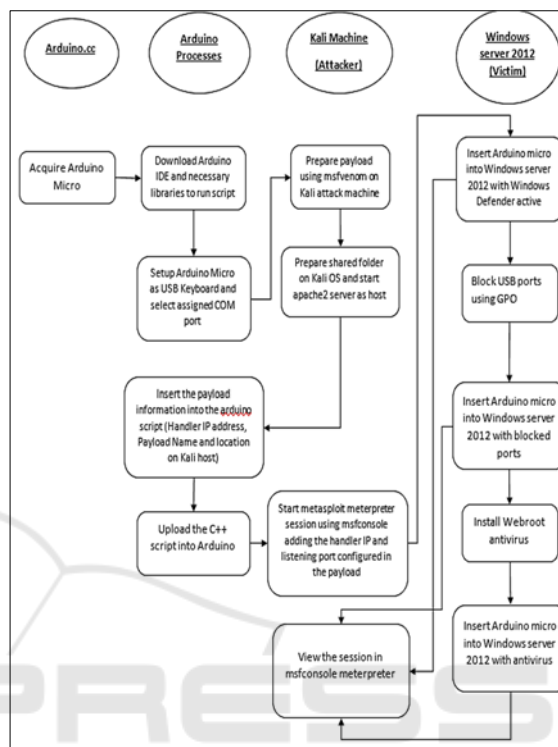 Arduino.cc
Arduino
Processes
Kali Machine
(Attacker)
Windows
server 2012
(Victim)
Acquire Arduino
Micro
Download Arduino
IDE and necessary
libraries to run script
Prepare payload
using msfvenom on
Kali attack machine
Insert Arduino micro
into Windows server
2012 with Windows
Defender active
Setup Arduino Micro
as USB Keyboard and
select assigned COM
port
Prepare shared folder
on Kali OS and start
apache2 server as host
Block USB ports
using GPO
Insert the payload
information into the arduino
script (Handler IP address,
Payload Name and location
on Kali host)
Insert Arduino micro
into Windows server
2012 with blocked
ports
Upload the C++
script into Arduino
Start metasploit meterpreter
session using msfconsole
adding the handler IP and
listening port configured in
the payload
Install Webroot
antivirus
View the session in
msfconsole meterpreter
Insert Arduino micro
into Windows server
2012 with antivirus
PRESS